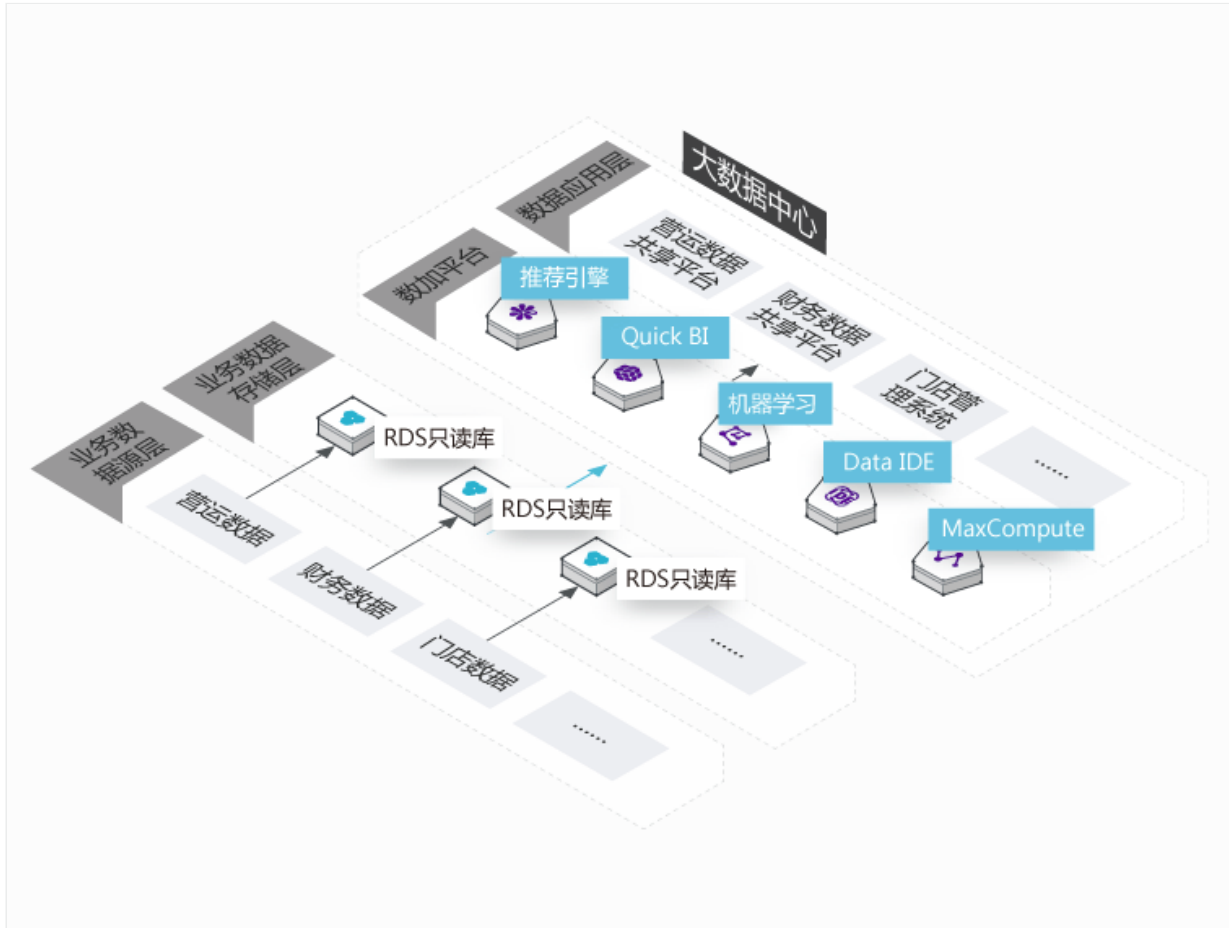 大数据中心
数据应用层
营运数据
共享平台
财务数据
共享平台
门店管
理系统
......
数加平台
推荐引擎
Quick BI
机器学习
Data IDE
MaxCompute
业务数据
存储层
RDS只读库
RDS只读库
RDS只读库
......
业务数
据源层
营运数据
财务数据
门店数据
......